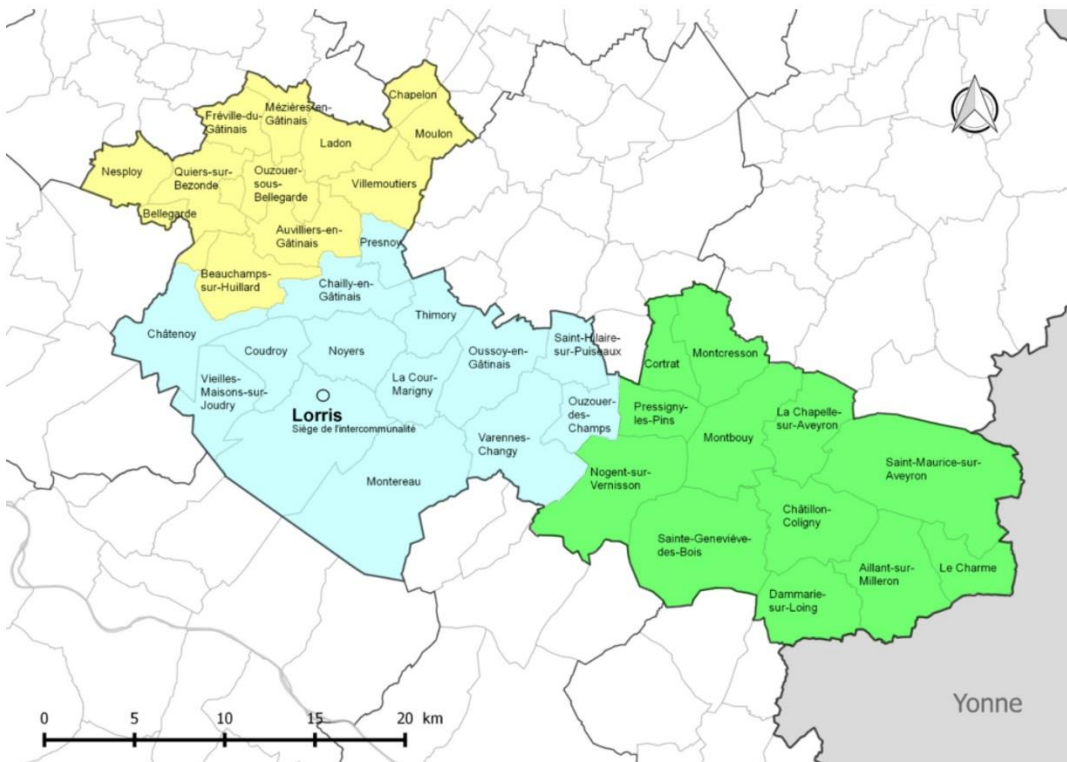 Chapelon
Mézières-en-
Gâtinais
Fréville-du-
Gâtinais
Moulon
Ladon
Nesploy
Quiers-sur-
Bezonde
Ouzouer-
sous-
Bellegarde
Villemoutiers
Bellegarde
Auvilliers-en-
Gâtinais
Presnoy
Beauchamps-
sur-Huillard
Chailly-en-
Gâtinais
Thimory
Châtenoy
Coudroy
Noyers
Oussoy-en-
Gâtinais
Saint-Hilaire-
sur-Puiseaux
Cortrat
Montcresson
Vieilles-
Maisons-sur-
Joudry
La Cour-
Marigny
Lorris
Siège de l'intercommunalité
Ouzouer-
des-
Champs
Pressigny-
les-Pins
La Chapelle-
sur-Aveyron
Montbouy
Varennes-
Changy
Saint-Maurice-sur-
Aveyron
Montereau
Nogent-sur-
Vernisson
Châtillon-
Coligny
Sainte-Geneviève-
des-Bois
Aillant-sur-
Milleron
Le Charme
Dammarie-
sur-Loing
Yonne
0 5 10 15 20 km